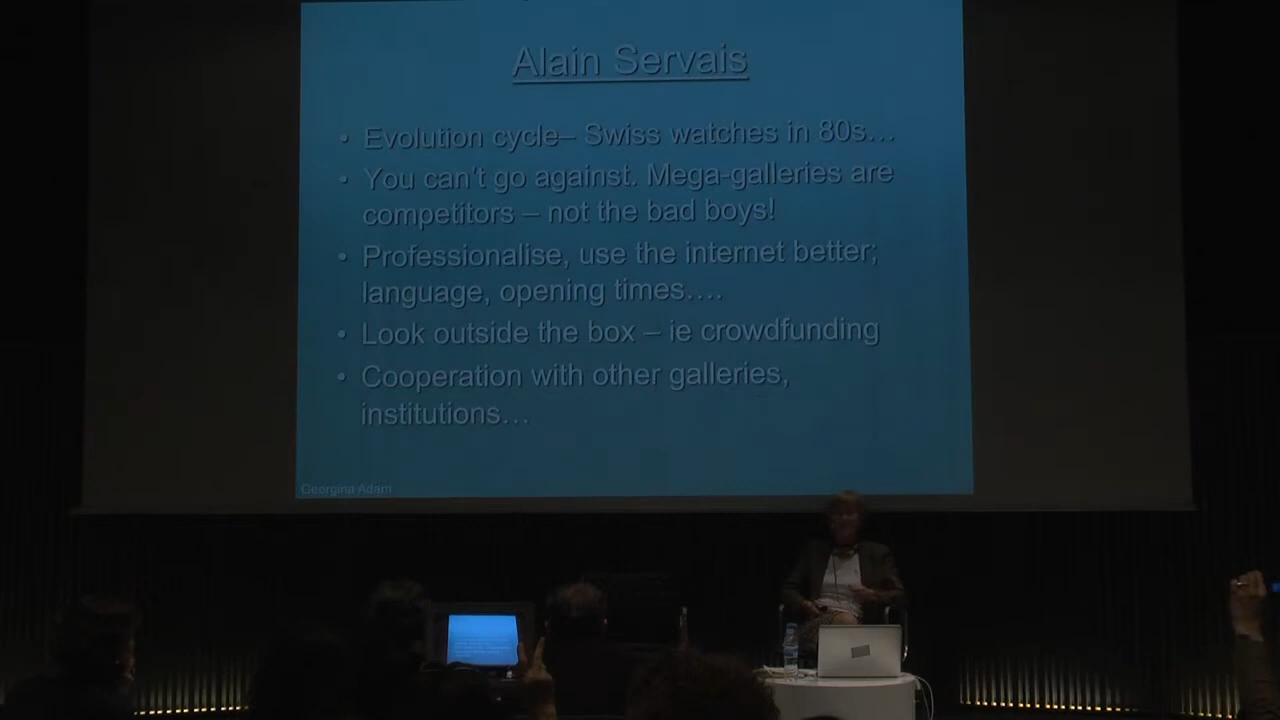 Alain Servais
• Evolution cycle– Swiss watches in 80s…
• You can't go against. Mega-galleries are
competitors – not the bad boys!
• Professionalise, use the internet better;
language, opening times….
• Look outside the box – ie crowdfunding
• Cooperation with other galleries,
institutions…
Georgina Adam